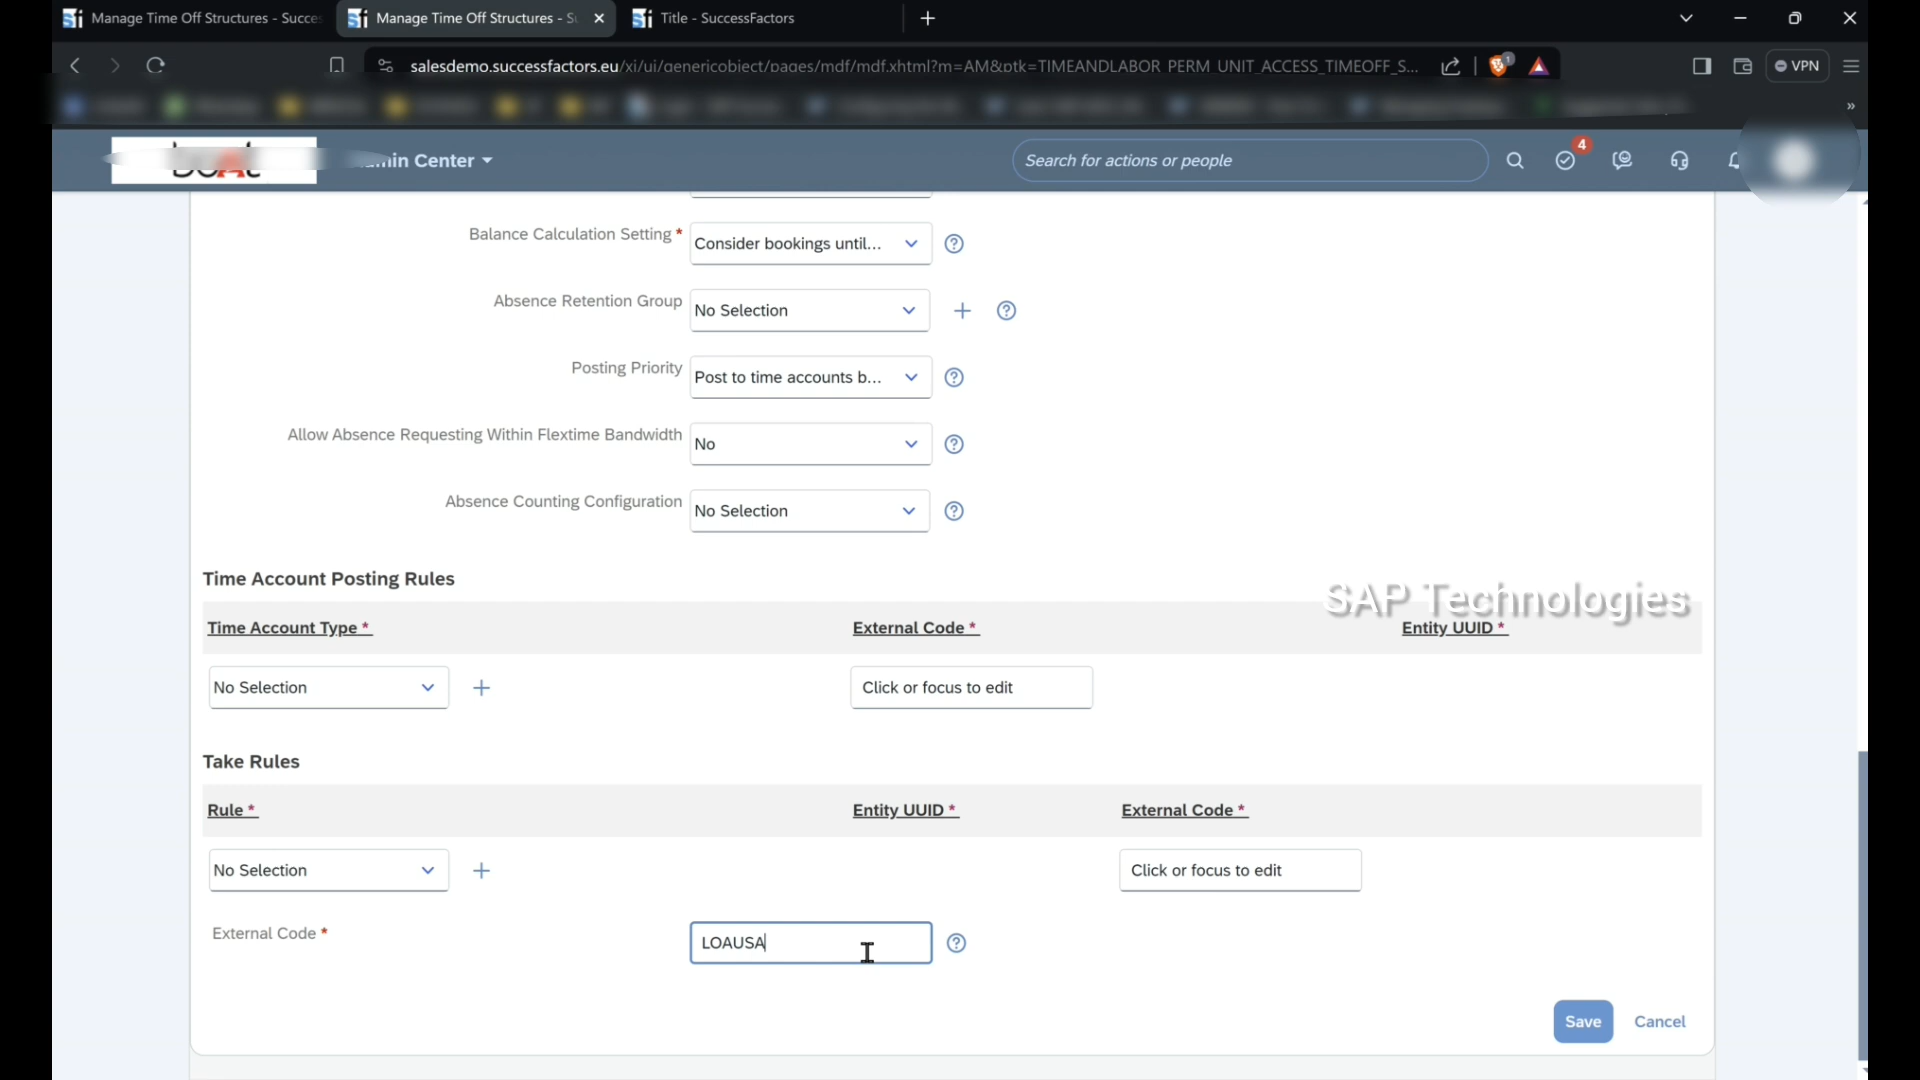 Manage Time Off Structures - Succes
Manage Time Off Structures - Su
Title - SuccessFactors
salesdemo.successfactors.eu/xi/ui/genericobject/pages/mdf/mdf.xhtml?m=AM&ptk=TIMEANDLABOR_PERM_UNIT_ACCESS_TIMEOFF_S...
1
VPN
min Center
Search for actions or people
4
Balance Calculation Setting *
Consider bookings until...
Absence Retention Group
No Selection
Posting Priority
Post to time accounts b...
Allow Absence Requesting Within Flextime Bandwidth
No
Absence Counting Configuration
No Selection
Time Account Posting Rules
SAP Technologies
Time Account Type * External Code * Entity UUID *
No Selection Click or focus to edit
Take Rules
Rule * Entity UUID * External Code *
No Selection Click or focus to edit
External Code *
LOAUSA
Save Cancel